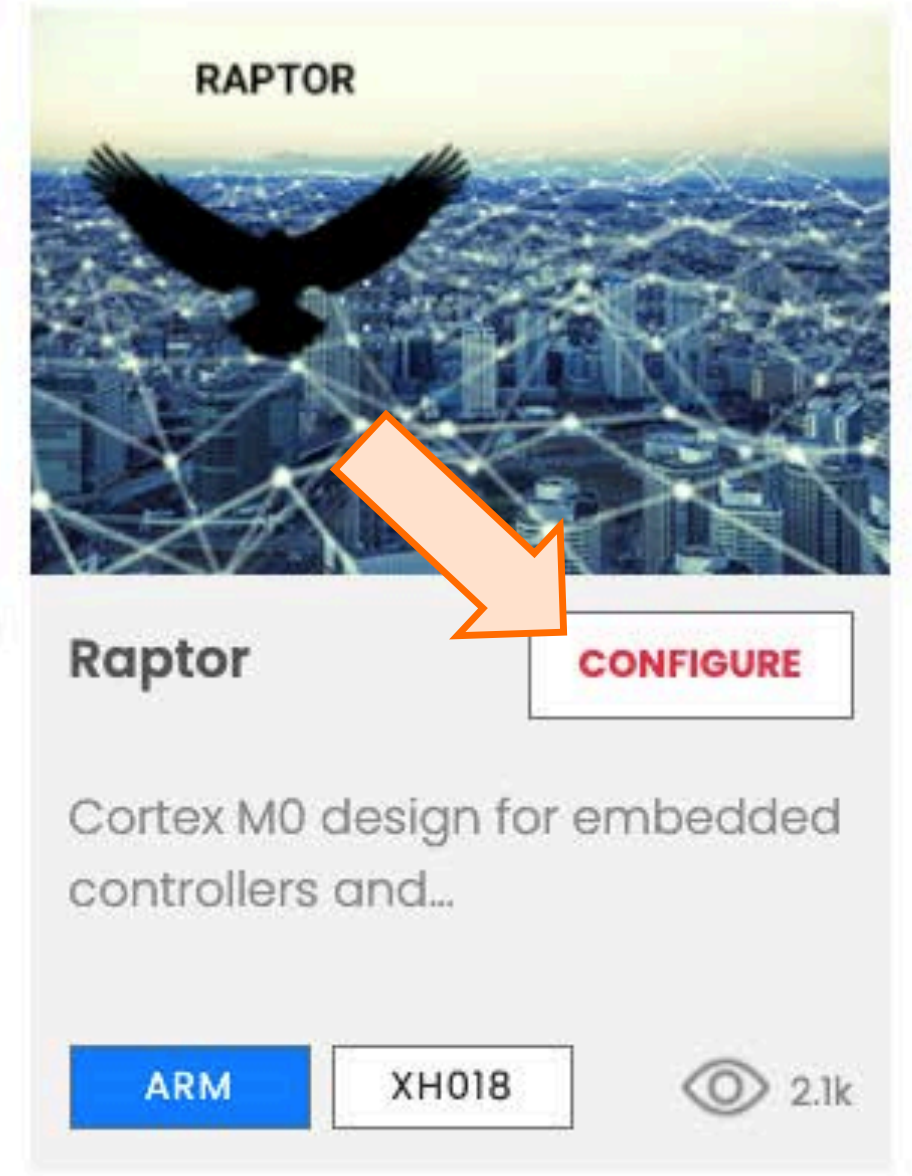 RAPTOR
Raptor
CONFIGURE
Cortex M0 design for embedded
controllers and...
ARM
XH018
2.1k